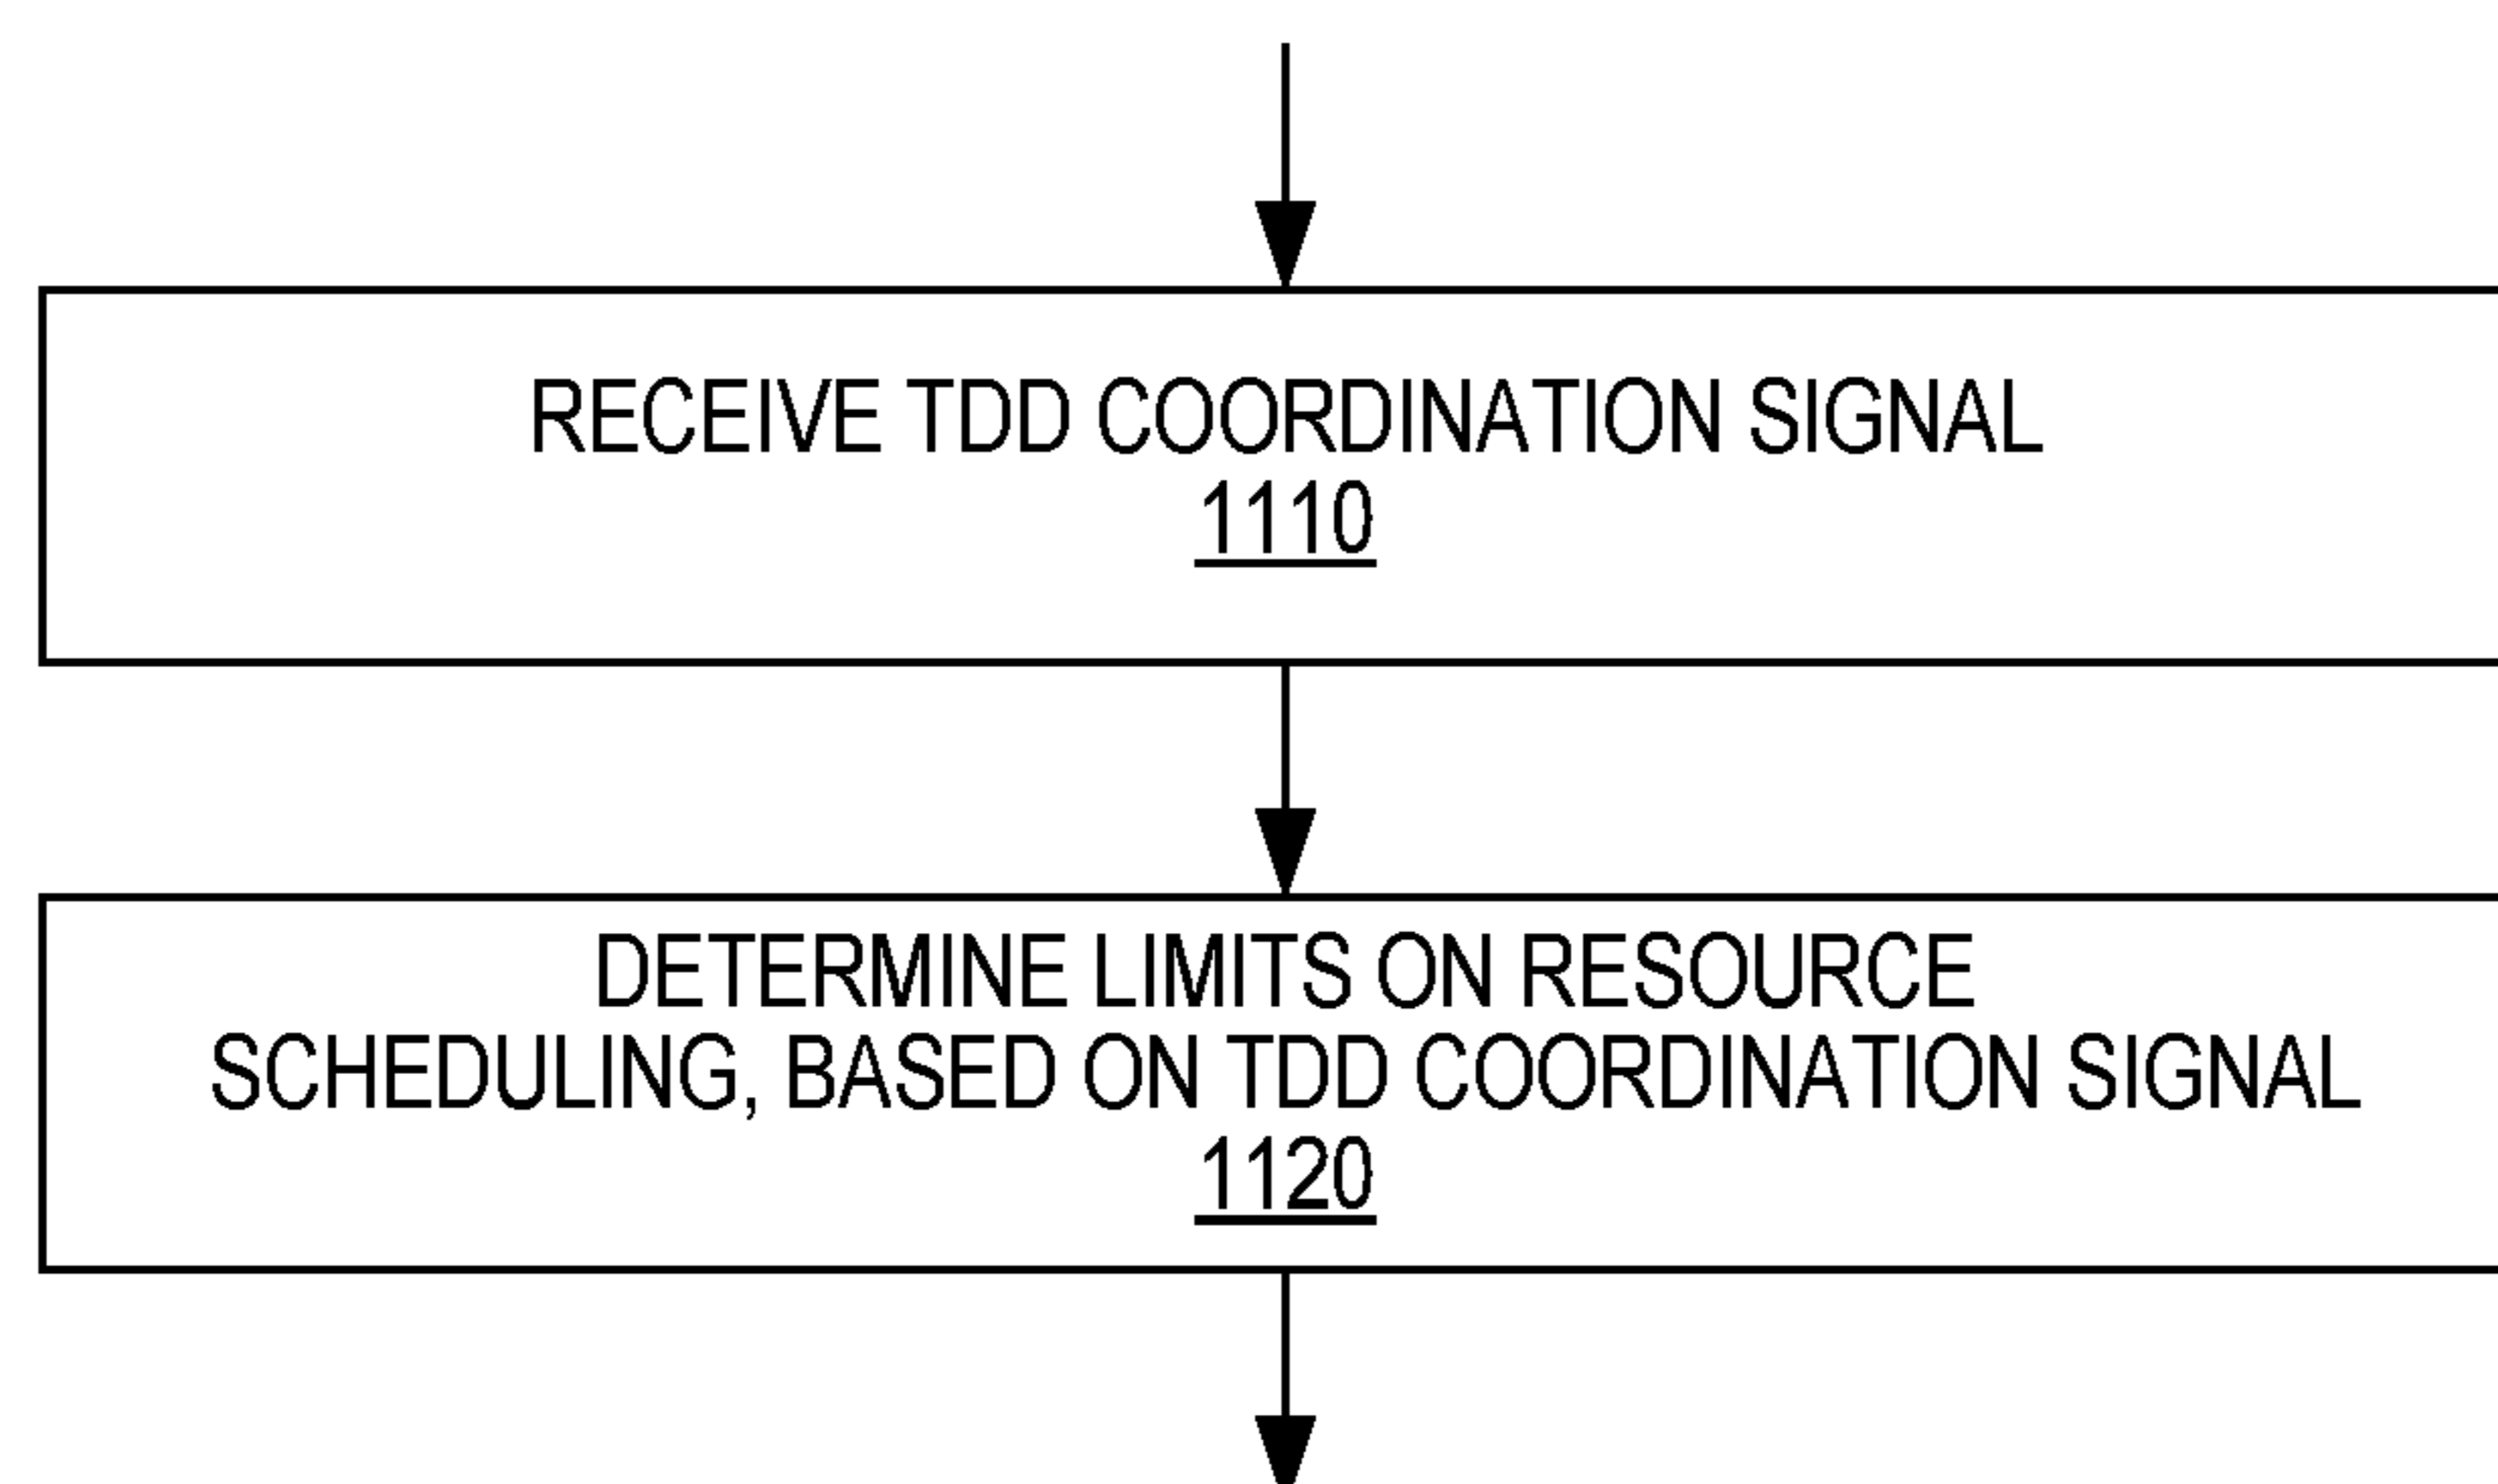 RECEIVE TDD COORDINATION SIGNAL
1110
DETERMINE LIMITS ON RESOURCE
SCHEDULING, BASED ON TDD COORDINATION SIGNAL
1120